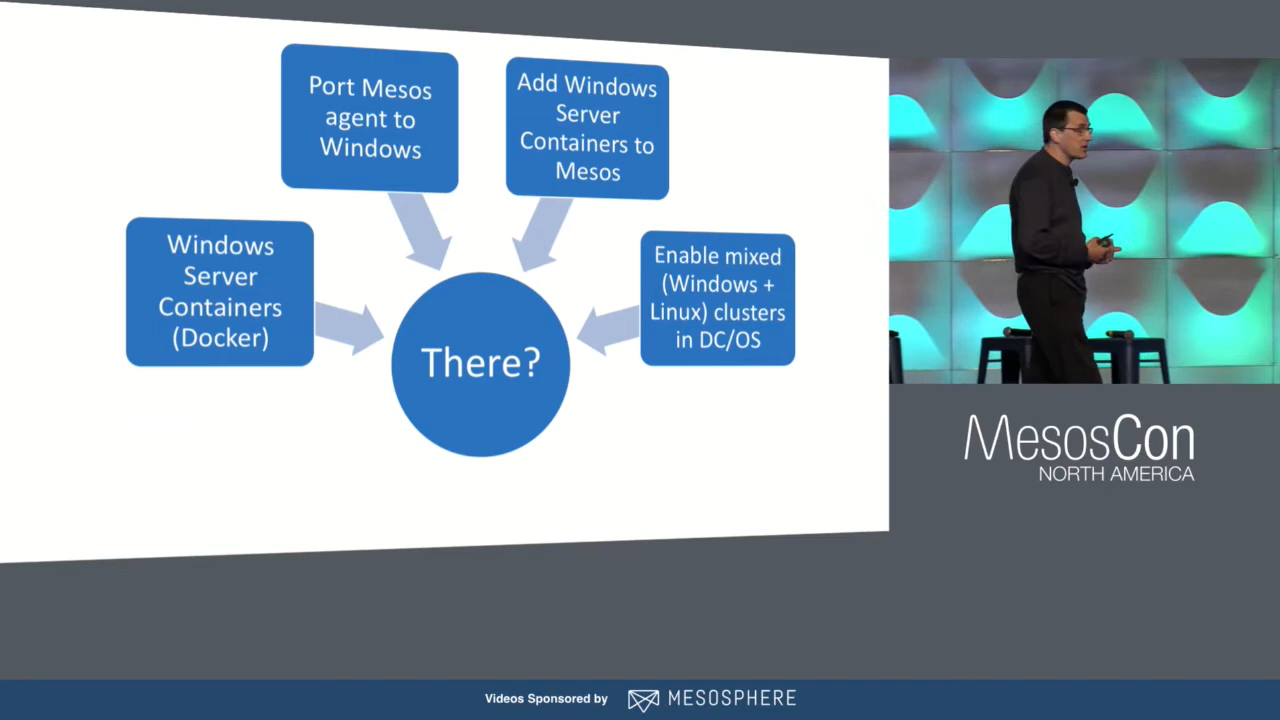 Port Mesos
agent to
Windows
Add Windows
Server
Containers to
Mesos
Windows
Server
Containers
(Docker)
Enable mixed
(Windows +
Linux) clusters
in DC/OS
There?
MesosCon
NORTH AMERICA
Videos Sponsored by MESOSPHERE